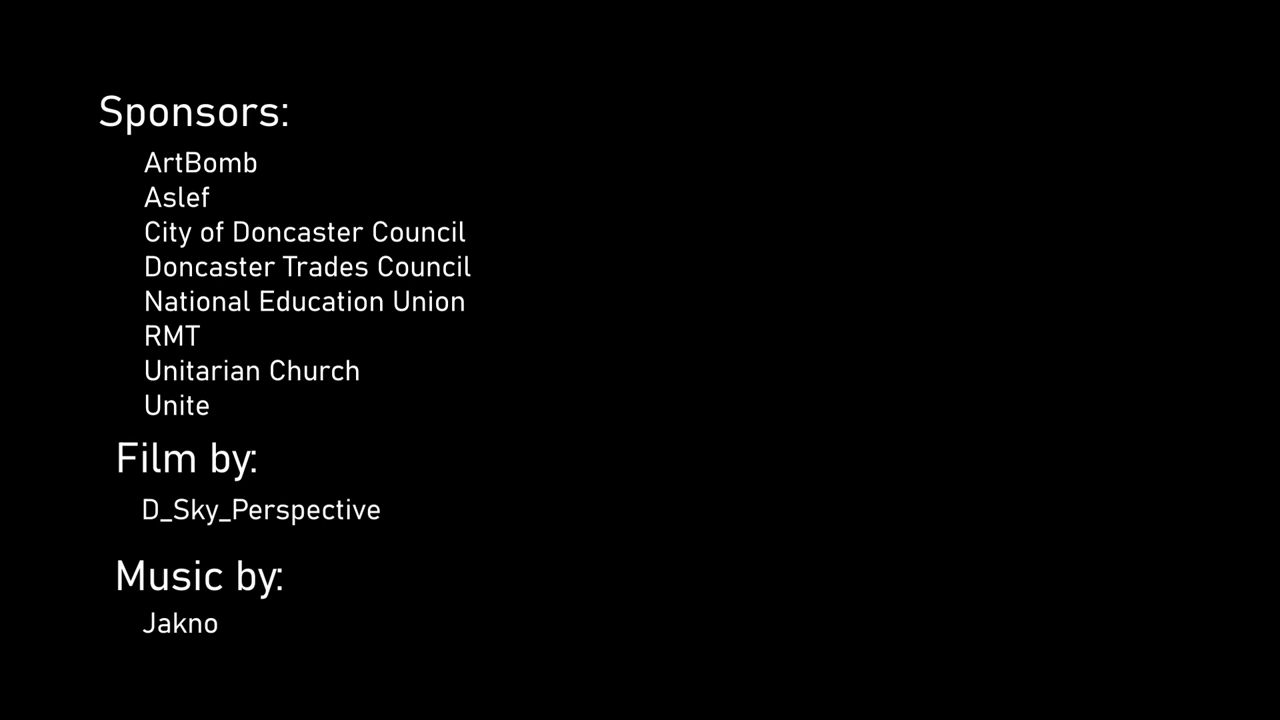 Sponsors:
ArtBomb
Aslef
City of Doncaster Council
Doncaster Trades Council
National Education Union
RMT
Unitarian Church
Unite
Film by:
D_Sky_Perspective
Music by:
Jakno